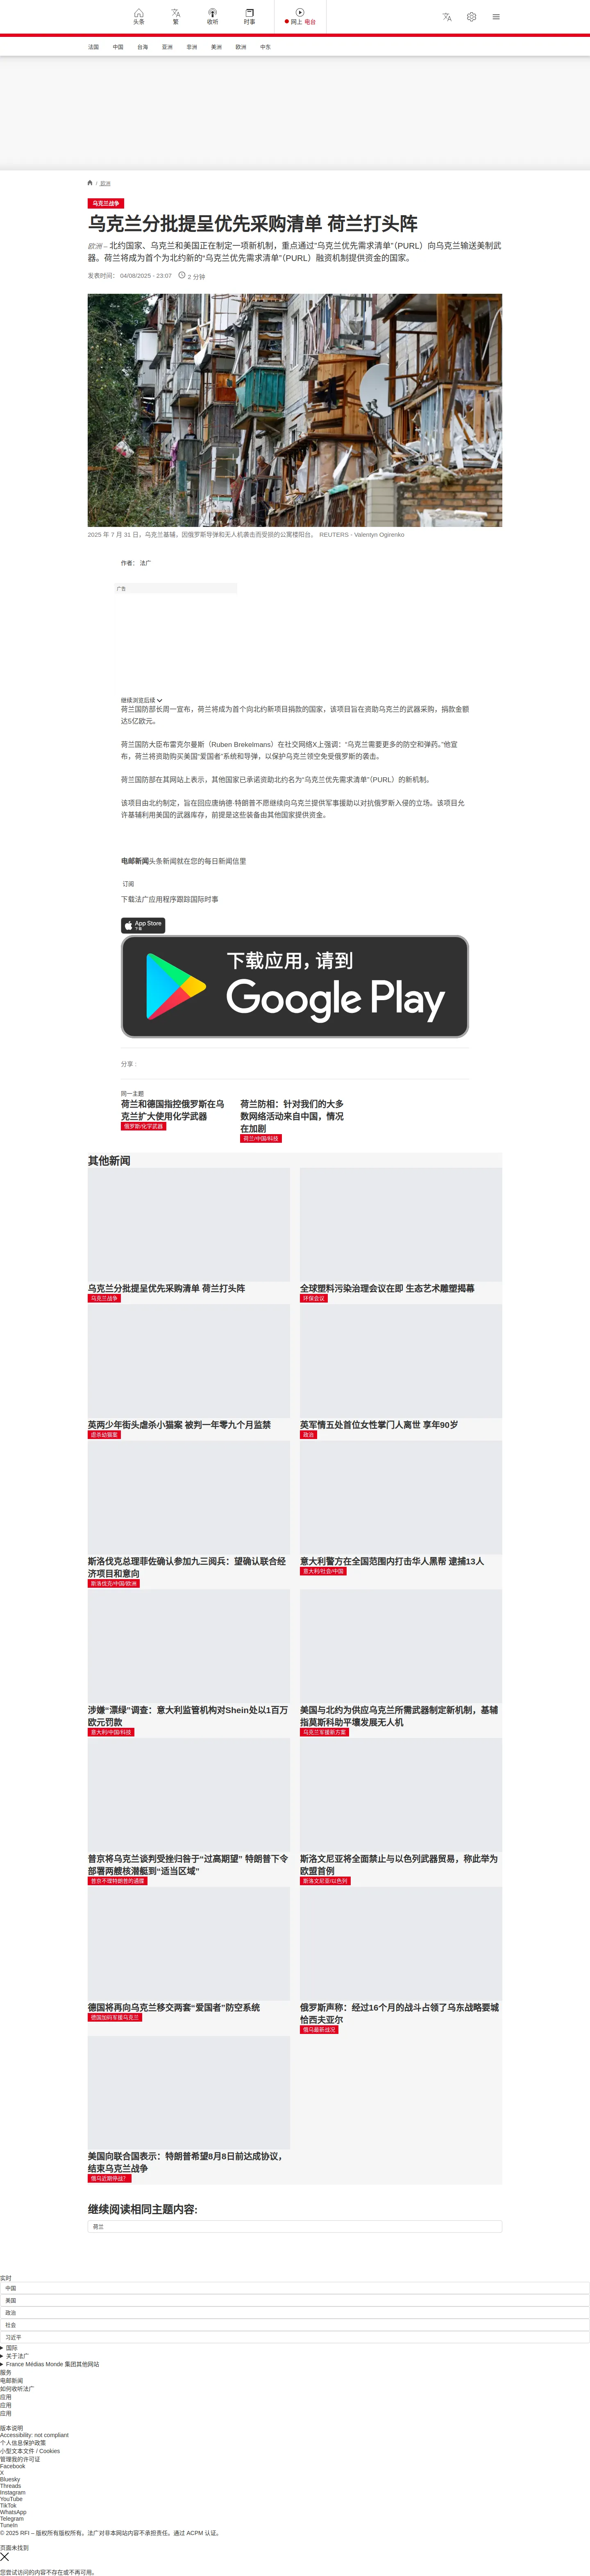 头条
繁
收听
时事
网上 电台
法国 中国 台海 亚洲 非洲 美洲 欧洲 中东
/ 欧洲
乌克兰战争
乌克兰分批提呈优先采购清单 荷兰打头阵
欧洲 – 北约国家、乌克兰和美国正在制定一项新机制，重点通过“乌克兰优先需求清单”（PURL）向乌克兰输送美制武
器。荷兰将成为首个为北约新的“乌克兰优先需求清单”（PURL）融资机制提供资金的国家。
发表时间： 04/08/2025 - 23:07 2 分钟
2025 年 7 月 31 日，乌克兰基辅，因俄罗斯导弹和无人机袭击而受损的公寓楼阳台。 REUTERS - Valentyn Ogirenko
作者： 法广
广告
继续浏览后续
荷兰国防部长周一宣布，荷兰将成为首个向北约新项目捐款的国家，该项目旨在资助乌克兰的武器采购，捐款金额
达5亿欧元。
荷兰国防大臣布雷克尔曼斯（Ruben Brekelmans）在社交网络X上强调：“乌克兰需要更多的防空和弹药。”他宣
布，荷兰将资助购买美国“爱国者”系统和导弹，以保护乌克兰领空免受俄罗斯的袭击。
荷兰国防部在其网站上表示，其他国家已承诺资助北约名为“乌克兰优先需求清单”（PURL）的新机制。
该项目由北约制定，旨在回应唐纳德·特朗普不愿继续向乌克兰提供军事援助以对抗俄罗斯入侵的立场。该项目允
许基辅利用美国的武器库存，前提是这些装备由其他国家提供资金。
电邮新闻头条新闻就在您的每日新闻信里
订阅
下载法广应用程序跟踪国际时事
App Store
下载
下载应用，请到
Google Play
分享 :
同一主题
荷兰和德国指控俄罗斯在乌
克兰扩大使用化学武器
俄罗斯/化学武器
荷兰防相：针对我们的大多
数网络活动来自中国，情况
在加剧
荷兰/中国/科技
其他新闻
乌克兰分批提呈优先采购清单 荷兰打头阵
乌克兰战争
全球塑料污染治理会议在即 生态艺术雕塑揭幕
环保会议
英两少年街头虐杀小猫案 被判一年零九个月监禁
虐杀幼猫案
英军情五处首位女性掌门人离世 享年90岁
政治
斯洛伐克总理菲佐确认参加九三阅兵：望确认联合经
济项目和意向
斯洛伐克/中国/欧洲
意大利警方在全国范围内打击华人黑帮 逮捕13人
意大利/社会/中国
涉嫌“漂绿”调查：意大利监管机构对Shein处以1百万
欧元罚款
意大利/中国/科技
美国与北约为供应乌克兰所需武器制定新机制，基辅
指莫斯科助平壤发展无人机
乌克兰军援新方案
普京将乌克兰谈判受挫归咎于“过高期望” 特朗普下令
部署两艘核潜艇到“适当区域”
普京不理特朗普的通牒
斯洛文尼亚将全面禁止与以色列武器贸易，称此举为
欧盟首例
斯洛文尼亚/以色列
德国将再向乌克兰移交两套“爱国者”防空系统
德国加码军援乌克兰
俄罗斯声称：经过16个月的战斗占领了乌东战略要城
恰西夫亚尔
俄乌最新战况
美国向联合国表示：特朗普希望8月8日前达成协议，
结束乌克兰战争
俄乌近期停战？
继续阅读相同主题内容:
荷兰
实时
中国
美国
政治
社会
习近平
国际
关于法广
France Médias Monde 集团其他网站
服务
电邮新闻
如何收听法广
应用
应用
应用
版本说明
Accessibility: not compliant
个人信息保护政策
小型文本文件 / Cookies
管理我的许可证
Facebook
X
Bluesky
Threads
Instagram
YouTube
TikTok
WhatsApp
Telegram
TuneIn
© 2025 RFI – 版权所有版权所有。法广对非本网站内容不承担责任。通过 ACPM 认证。
页面未找到
您尝试访问的内容不存在或不再可用。